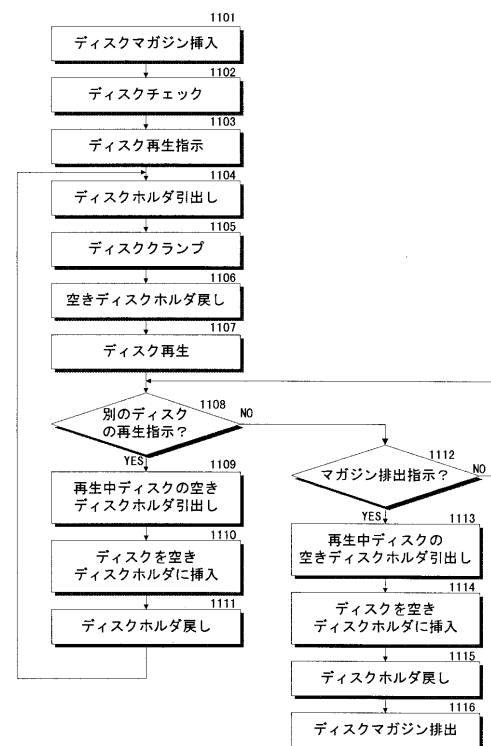 1101
ディスクマガジン挿入
1102
ディスクチェック
1103
ディスク再生指示
1104
ディスクホルダ引出し
1105
ディスククランプ
1106
空きディスクホルダ戻し
1107
ディスク再生
1108
別のディスク
の再生指示?
NO
YES
1109
再生中ディスクの空き
ディスクホルダ引出し
1110
ディスクを空き
ディスクホルダに挿入
1111
ディスクホルダ戻し
1112
マガジン排出指示?
NO
YES
1113
再生中ディスクの
空きディスクホルダ引出し
1114
ディスクを空き
ディスクホルダに挿入
1115
ディスクホルダ戻し
1116
ディスクマガジン排出